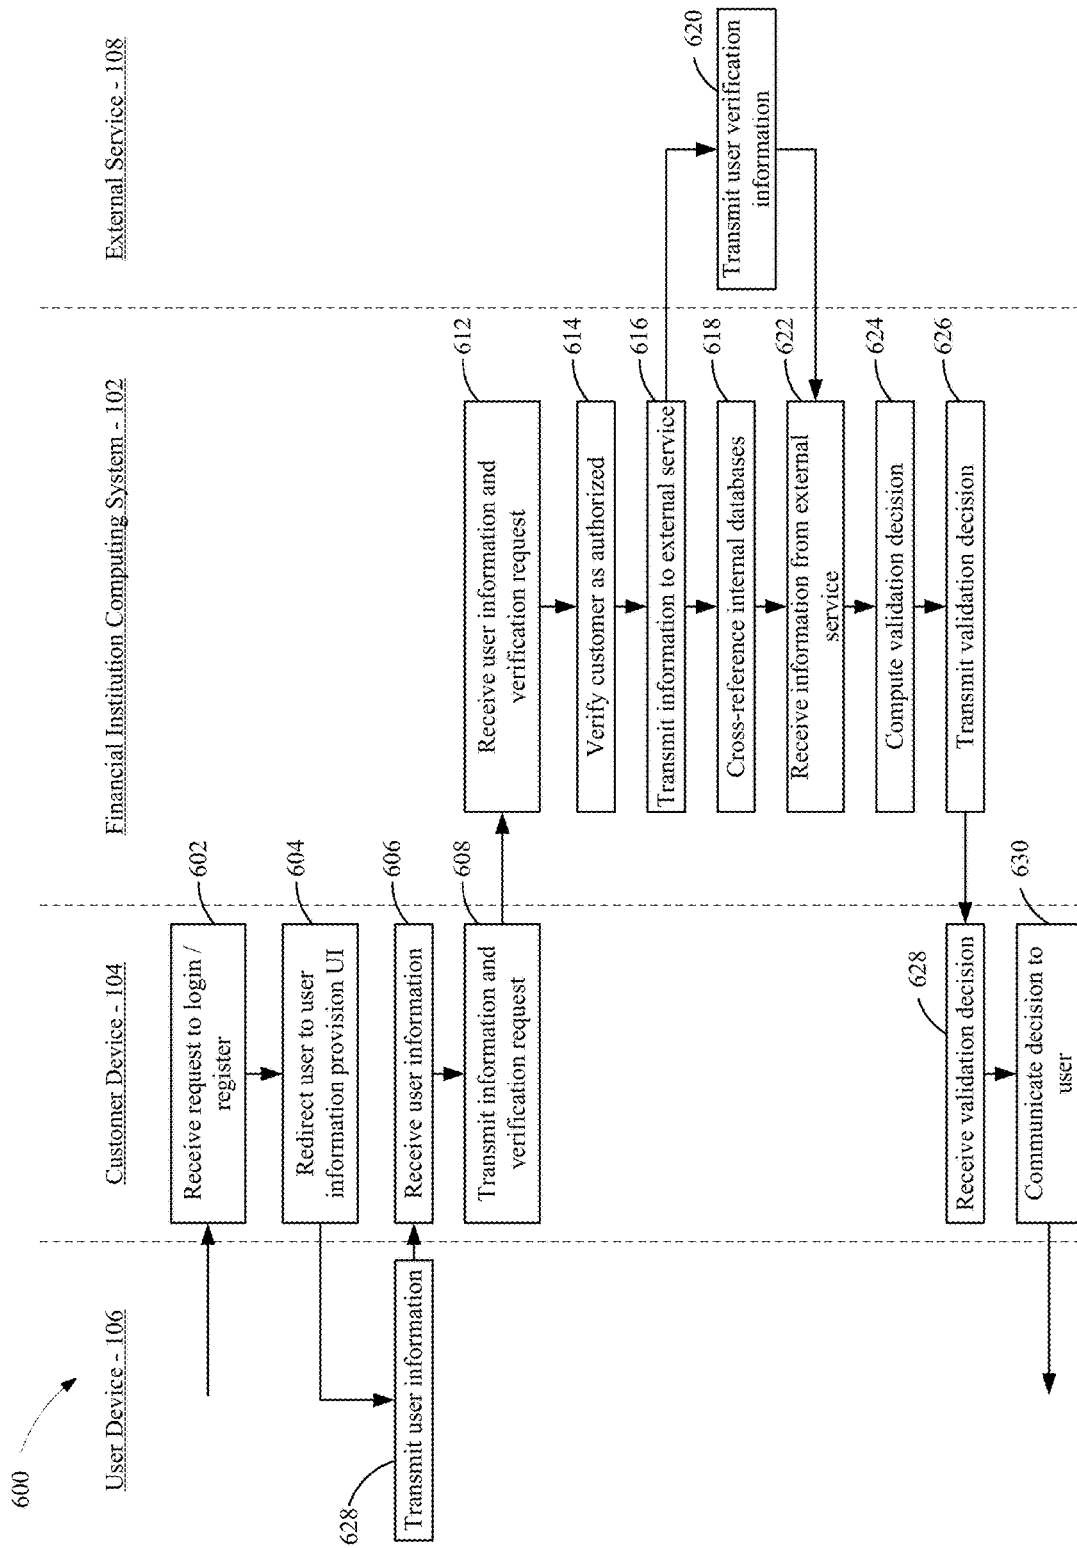 600
User Device - 106
Customer Device - 104
Financial Institution Computing System - 102
External Service - 108
Receive request to login /
register
602
Redirect user to user
information provision UI
604
Transmit user information
628
Receive user information
606
Transmit information and
verification request
608
Receive user information and
verification request
612
Verify customer as authorized
614
Transmit information to external service
616
Cross-reference internal databases
618
Transmit user verification
information
620
Receive information from external
service
622
Compute validation decision
624
Transmit validation decision
626
Receive validation decision
628
Communicate decision to
user
630